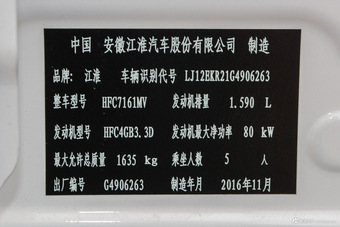 中国 安徽江淮汽车股份有限公司 制造
品牌: 江淮 车辆识别代号 LJ12EKR21G4906263
整车型号 HFC7161MV 发动机排量 1.590 L
发动机型号 HFC4GB3.3D 发动机最大净功率 80 kW
最大允许总质量 1635 kg 乘坐人数 5 人
出厂编号 G4906263 制造年月 2016年11月